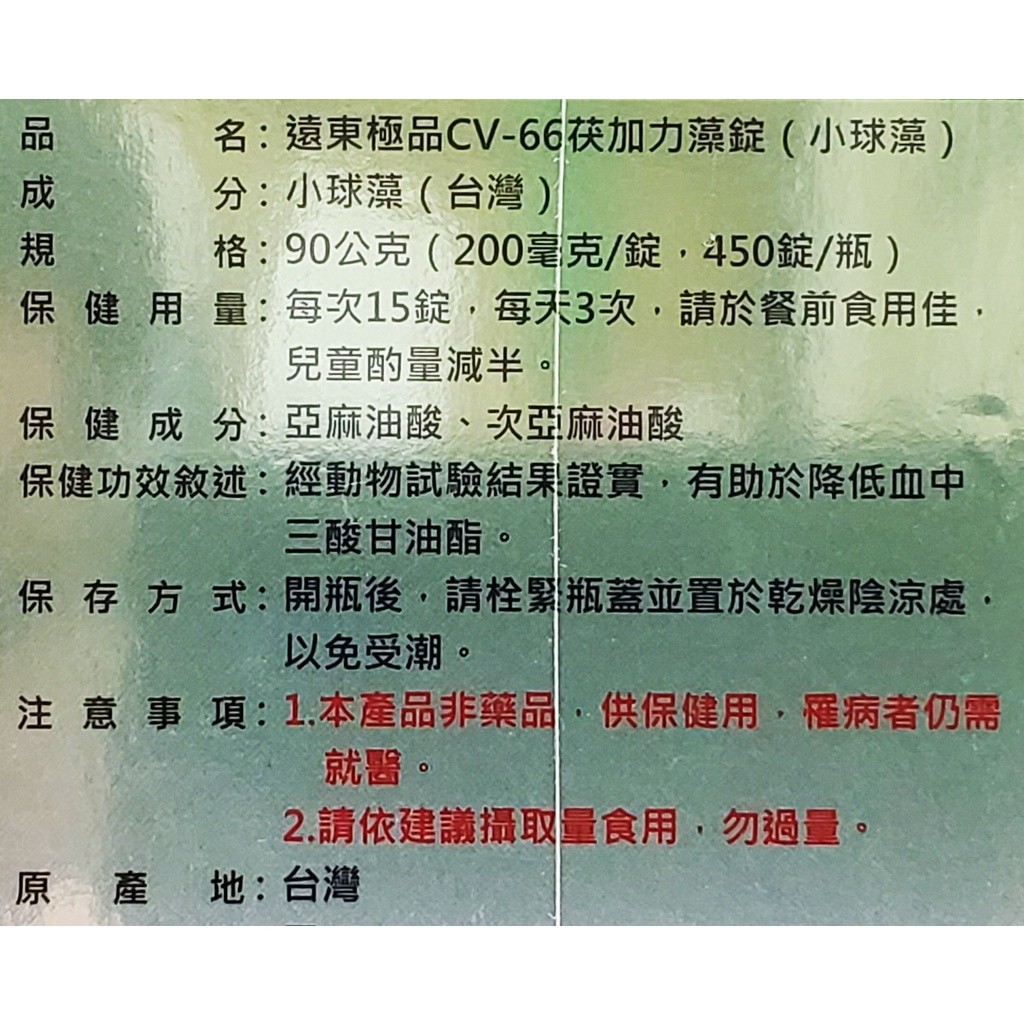 品名：遠東極品CV-66茯加力藻錠（小球藻）
成分：小球藻（台灣）
規格：90公克（200毫克/錠，450錠/瓶）
保健用量：每次15錠，每天3次，請於餐前食用佳，
兒童酌量減半。
保健成分：亞麻油酸、次亞麻油酸
保健功效敘述：經動物試驗結果證實，有助於降低血中
三酸甘油酯。
保存方式：開瓶後，請栓緊瓶蓋並置於乾燥陰涼處，
以免受潮。
注意事項：1.本產品非藥品，供保健用，罹病者仍需
就醫。
2.請依建議攝取量食用，勿過量。
原產地：台灣